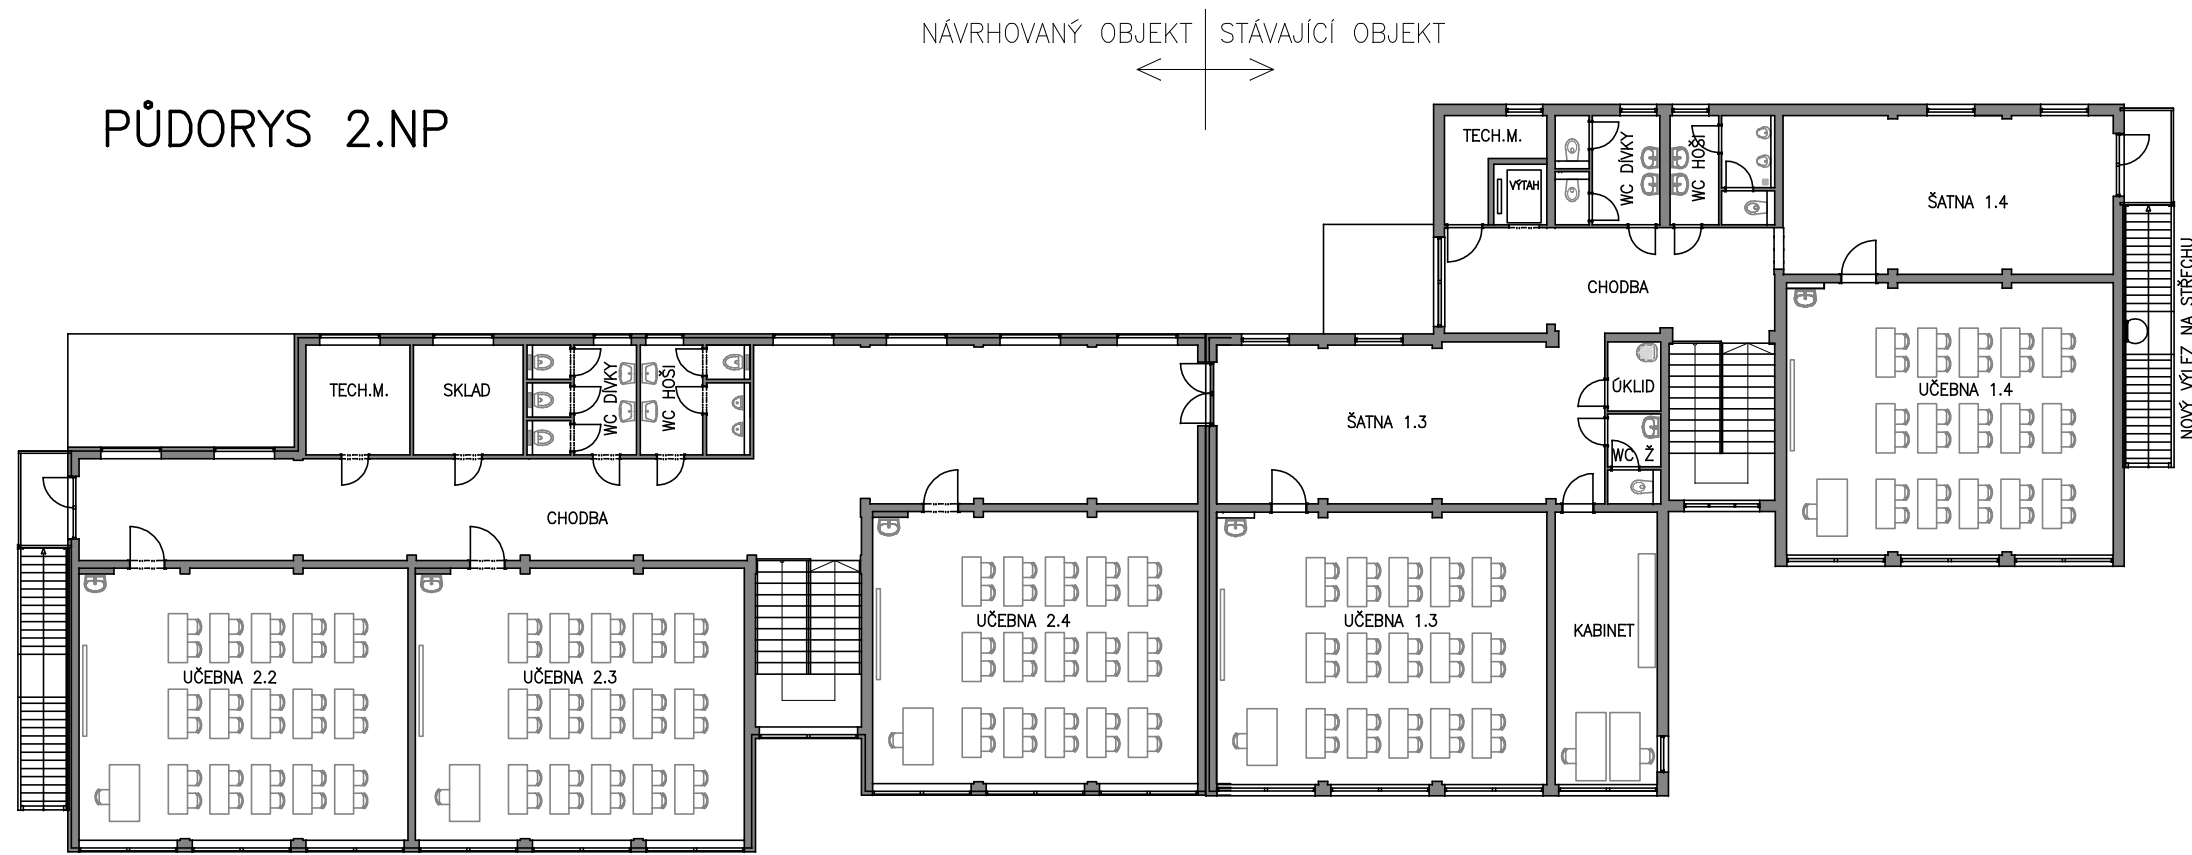 NÁVRHOVANÝ OBJEKT STÁVAJÍCÍ OBJEKT
PŮDORYS 2.NP
TECH.M.
VÝTAH
WC DÍVKY
WC HOŠI
ŠATNA 1.4
CHODBA
NOVÝ VÝLEZ NA STŘECHU
TECH.M.
SKLAD
WC DÍVKY
WC HOŠI
ŠATNA 1.3
ÚKLID
WC Ž
UČEBNA 1.4
CHODBA
UČEBNA 2.2
UČEBNA 2.3
UČEBNA 2.4
UČEBNA 1.3
KABINET